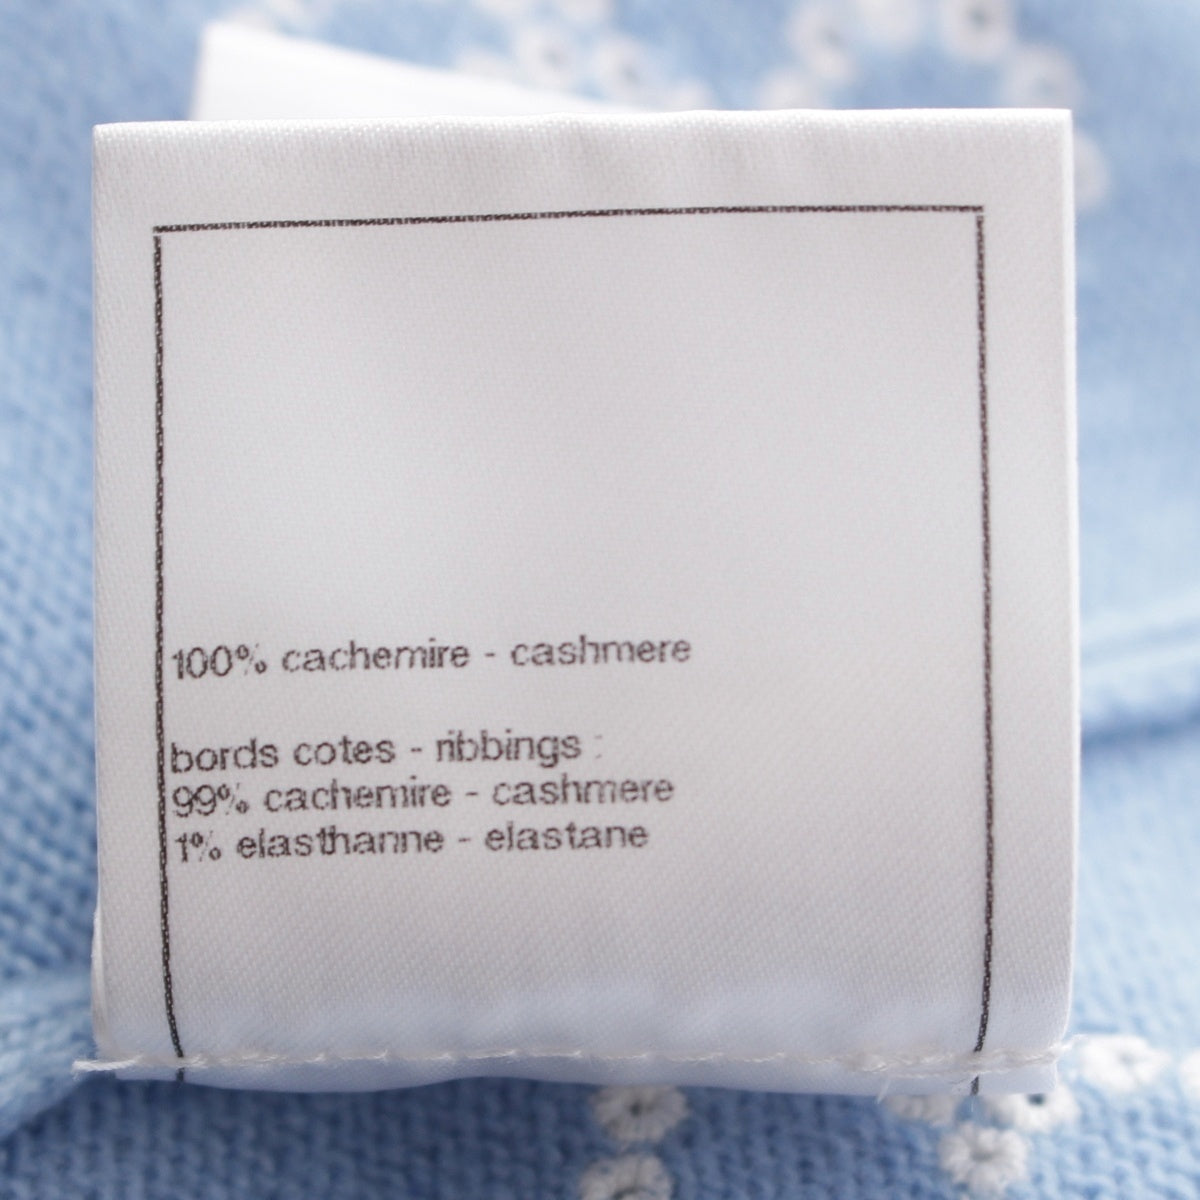 100% cachemire - cashmere
bords cotes - ribbings :
99% cachemire - cashmere
1% elasthanne - elastane